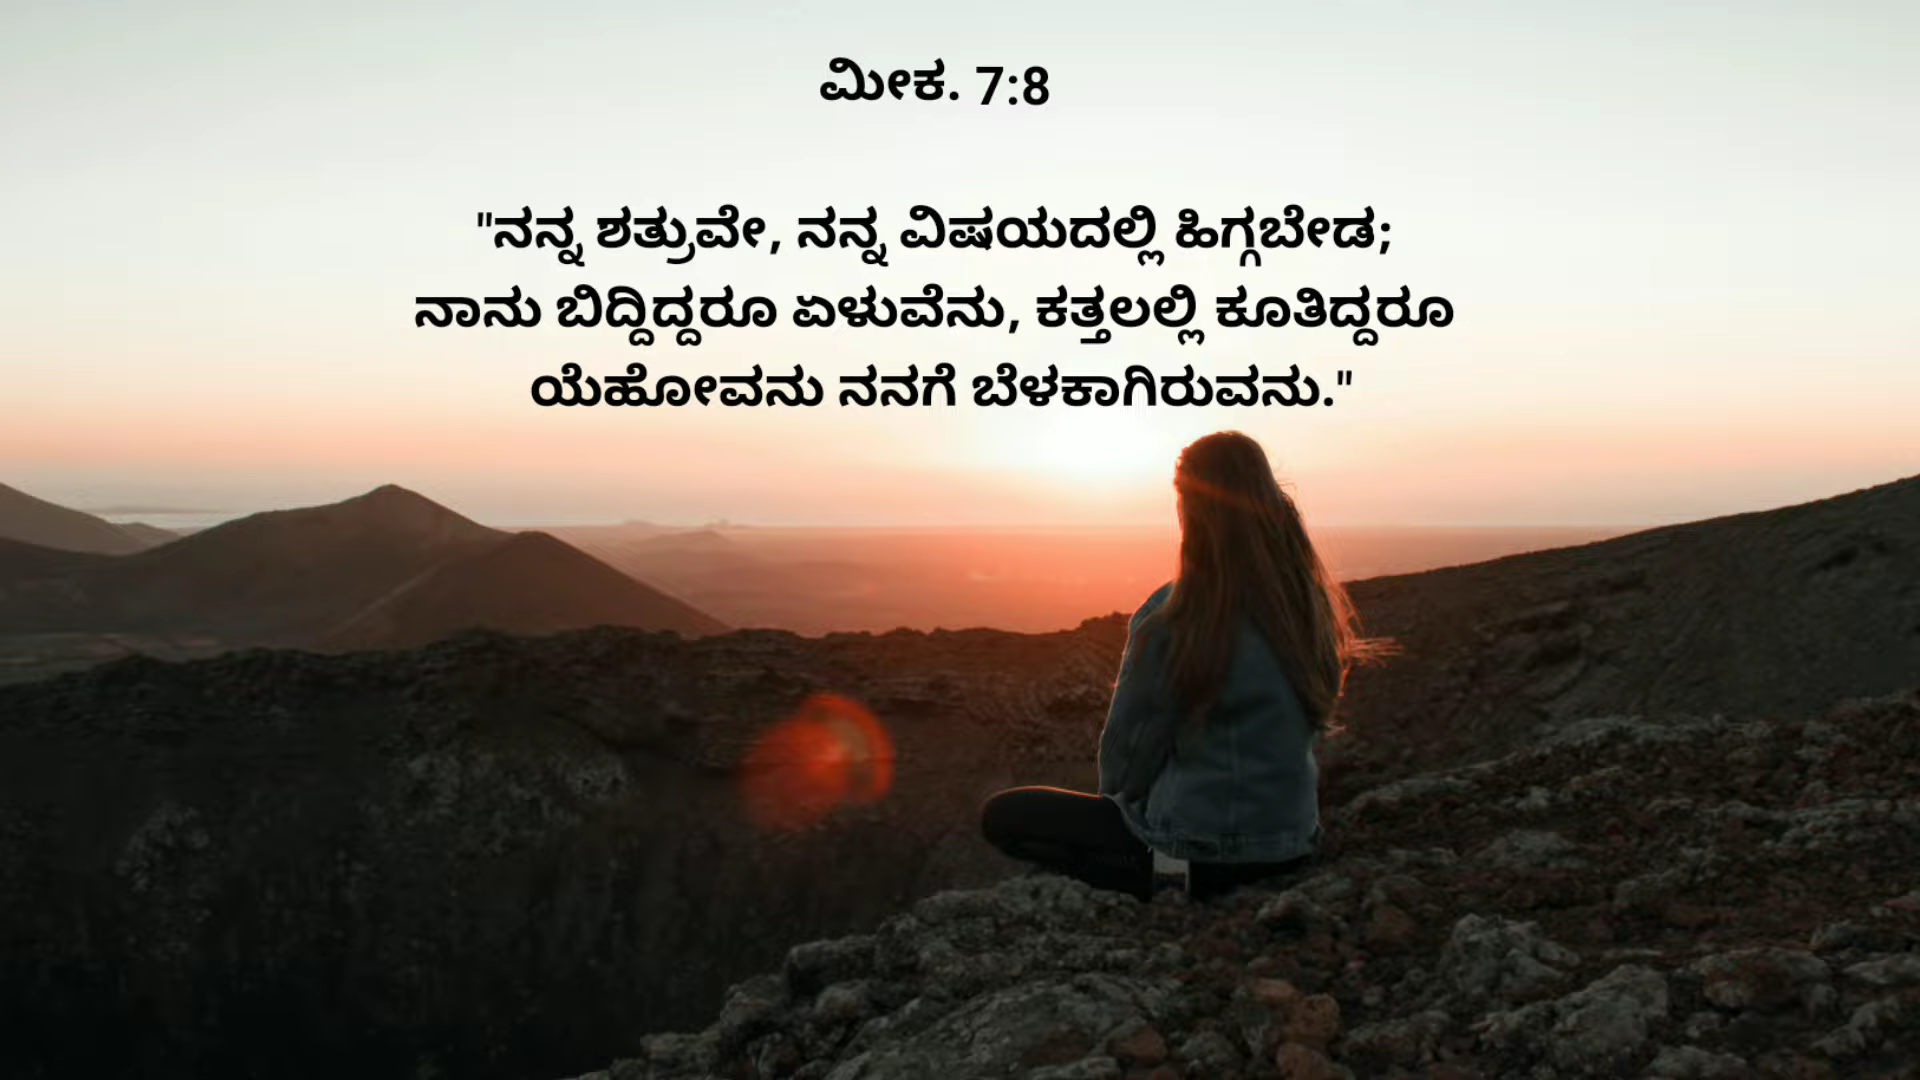 ಮೀಕ. 7:8
"ನನ್ನ ಶತ್ರುವೇ, ನನ್ನ ವಿಷಯದಲ್ಲಿ ಹಿಗ್ಗಬೇಡ;
ನಾನು ಬಿದ್ದಿದ್ದರೂ ಏಳುವೆನು, ಕತ್ತಲಲ್ಲಿ ಕೂತಿದ್ದರೂ
ಯೆಹೋವನು ನನಗೆ ಬೆಳಕಾಗಿರುವನು."